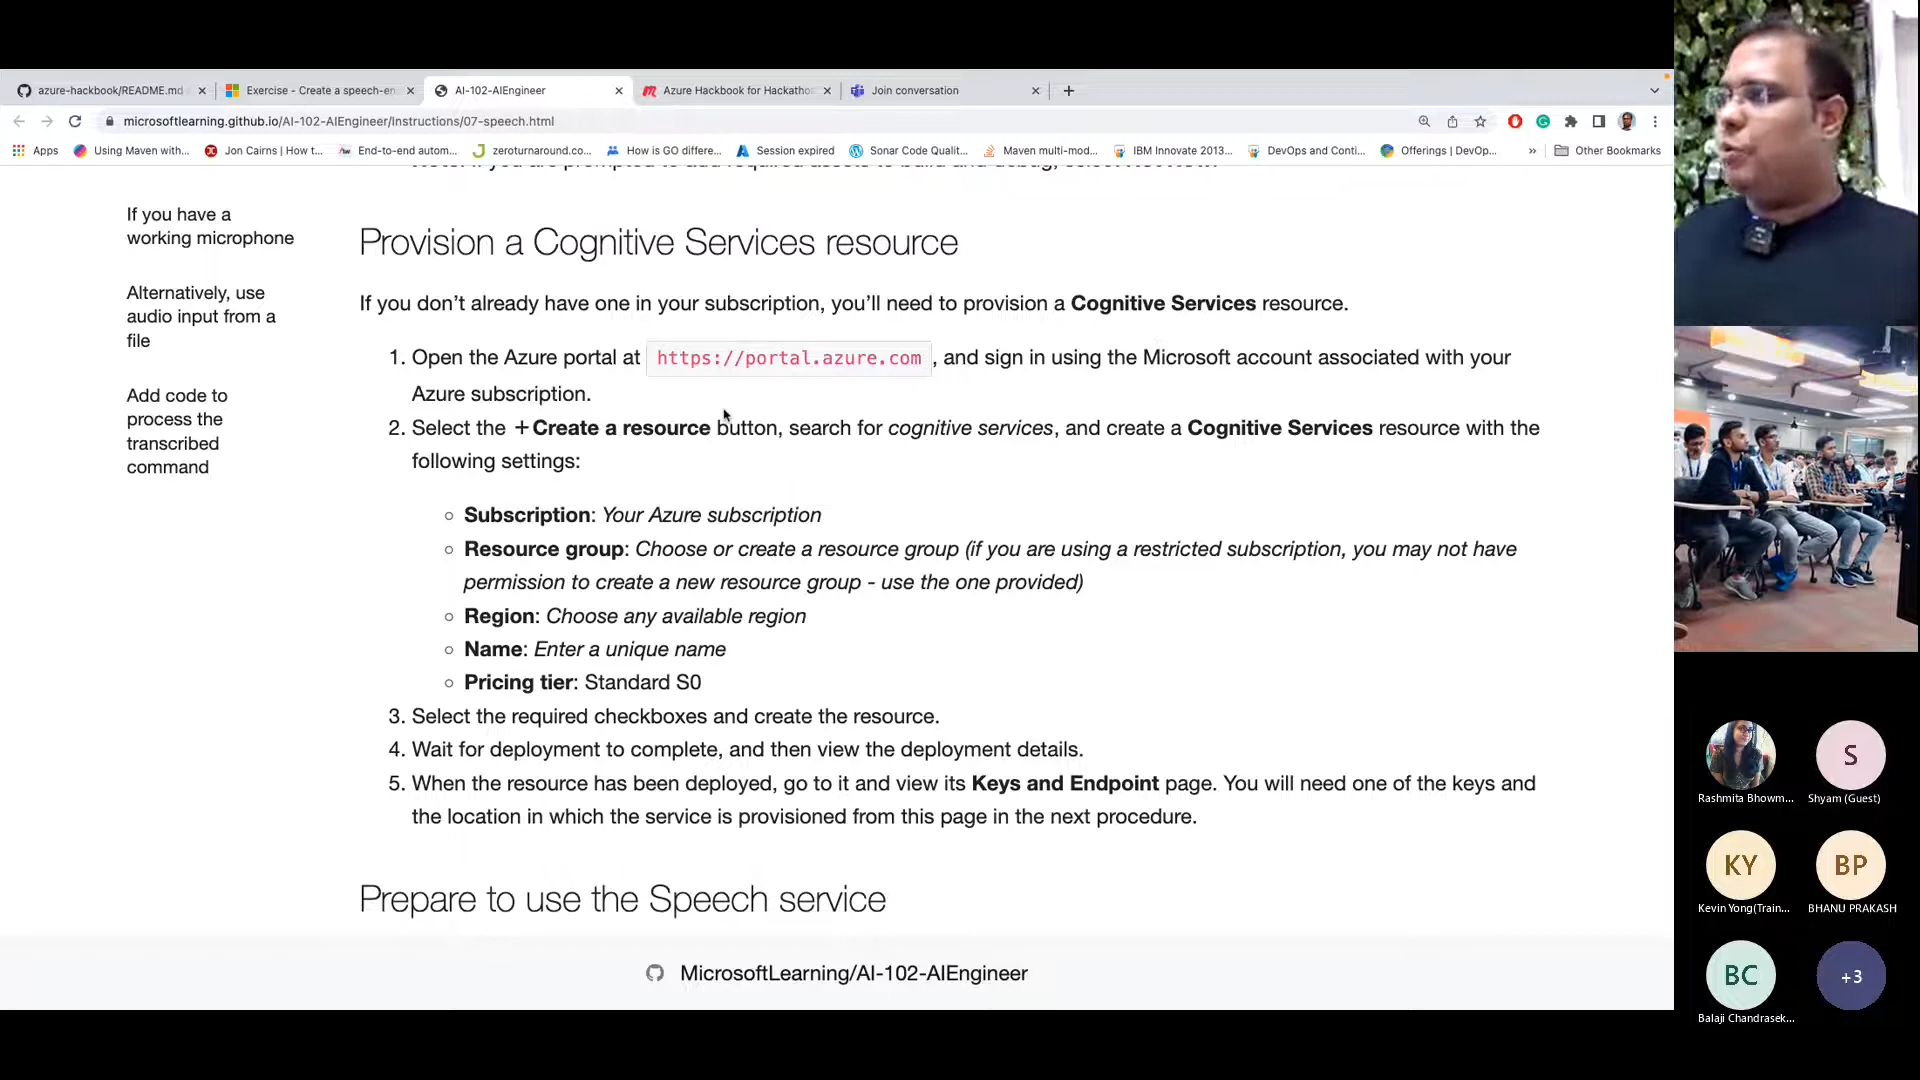 azure-hackbook/README.md
Exercise - Create a speech-en
AI-102-AIEngineer
Azure Hackbook for Hackatho
Join conversation
microsoftlearning.github.io/AI-102-AIEngineer/Instructions/07-speech.html
Apps
Using Maven with...
Jon Cairns | How t...
End-to-end autom...
zeroturnaround.co...
How is GO differe...
Session expired
Sonar Code Qualit...
Maven multi-mod...
IBM Innovate 2013...
DevOps and Conti...
Offerings | DevOp...
»
Other Bookmarks
If you have a
working microphone
Alternatively, use
audio input from a
file
Add code to
process the
transcribed
command
Provision a Cognitive Services resource
If you don’t already have one in your subscription, you’ll need to provision a Cognitive Services resource.
1. Open the Azure portal at https://portal.azure.com, and sign in using the Microsoft account associated with your
Azure subscription.
2. Select the +Create a resource button, search for cognitive services, and create a Cognitive Services resource with the
following settings:
Subscription: Your Azure subscription
Resource group: Choose or create a resource group (if you are using a restricted subscription, you may not have
permission to create a new resource group - use the one provided)
Region: Choose any available region
Name: Enter a unique name
Pricing tier: Standard S0
3. Select the required checkboxes and create the resource.
4. Wait for deployment to complete, and then view the deployment details.
5. When the resource has been deployed, go to it and view its Keys and Endpoint page. You will need one of the keys and
the location in which the service is provisioned from this page in the next procedure.
Prepare to use the Speech service
MicrosoftLearning/AI-102-AIEngineer
S
Rashmita Bhowm...
Shyam (Guest)
KY
BP
Kevin Yong(Train...
BHANU PRAKASH
BC
+3
Balaji Chandrasek...